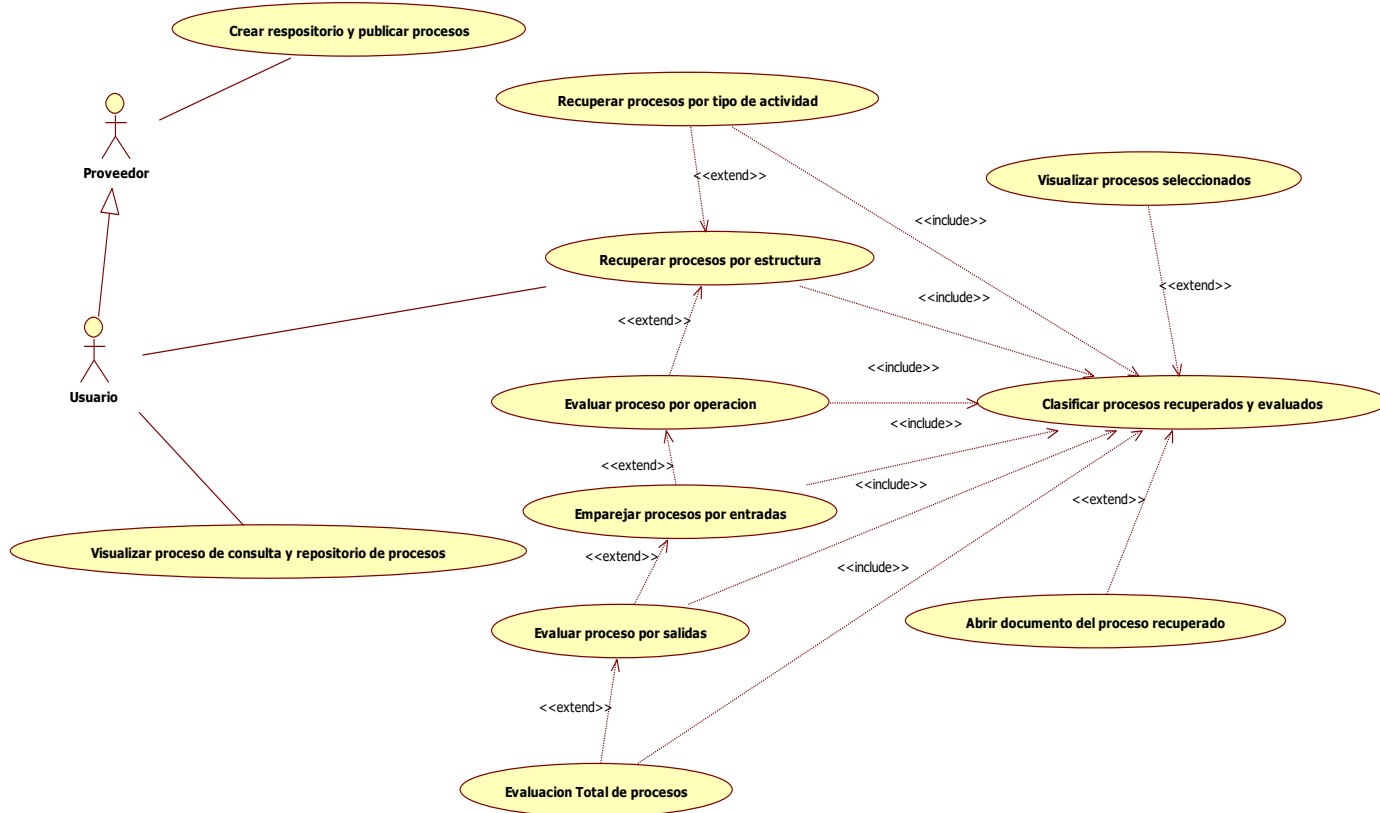 Crear respositorio y publicar procesos
Recuperar procesos por tipo de actividad
Proveedor
<<extend>>
Visualizar procesos seleccionados
<<include>>
Recuperar procesos por estructura
<<extend>>
<<include>>
<<extend>>
<<include>>
Usuario
Evaluar proceso por operacion
Clasificar procesos recuperados y evaluados
<<include>>
<<extend>>
<<include>>
<<extend>>
Emparejar procesos por entradas
Visualizar proceso de consulta y repositorio de procesos
<<extend>>
<<include>>
Abrir documento del proceso recuperado
Evaluar proceso por salidas
<<extend>>
Evaluacion Total de procesos